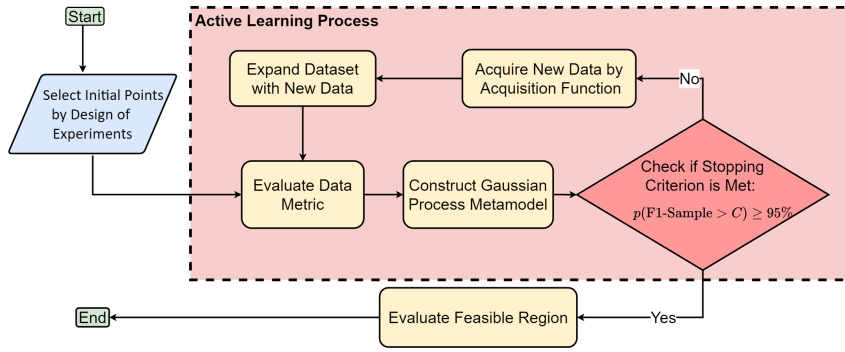 Start
Active Learning Process
Select Initial Points
by Design of
Experiments
Expand Dataset
with New Data
Acquire New Data by
Acquisition Function
No
Evaluate Data
Metric
Construct Gaussian
Process Metamodel
Check if Stopping
Criterion is Met:
p(F1-Sample > C) ≥ 95%
End
Evaluate Feasible Region
Yes